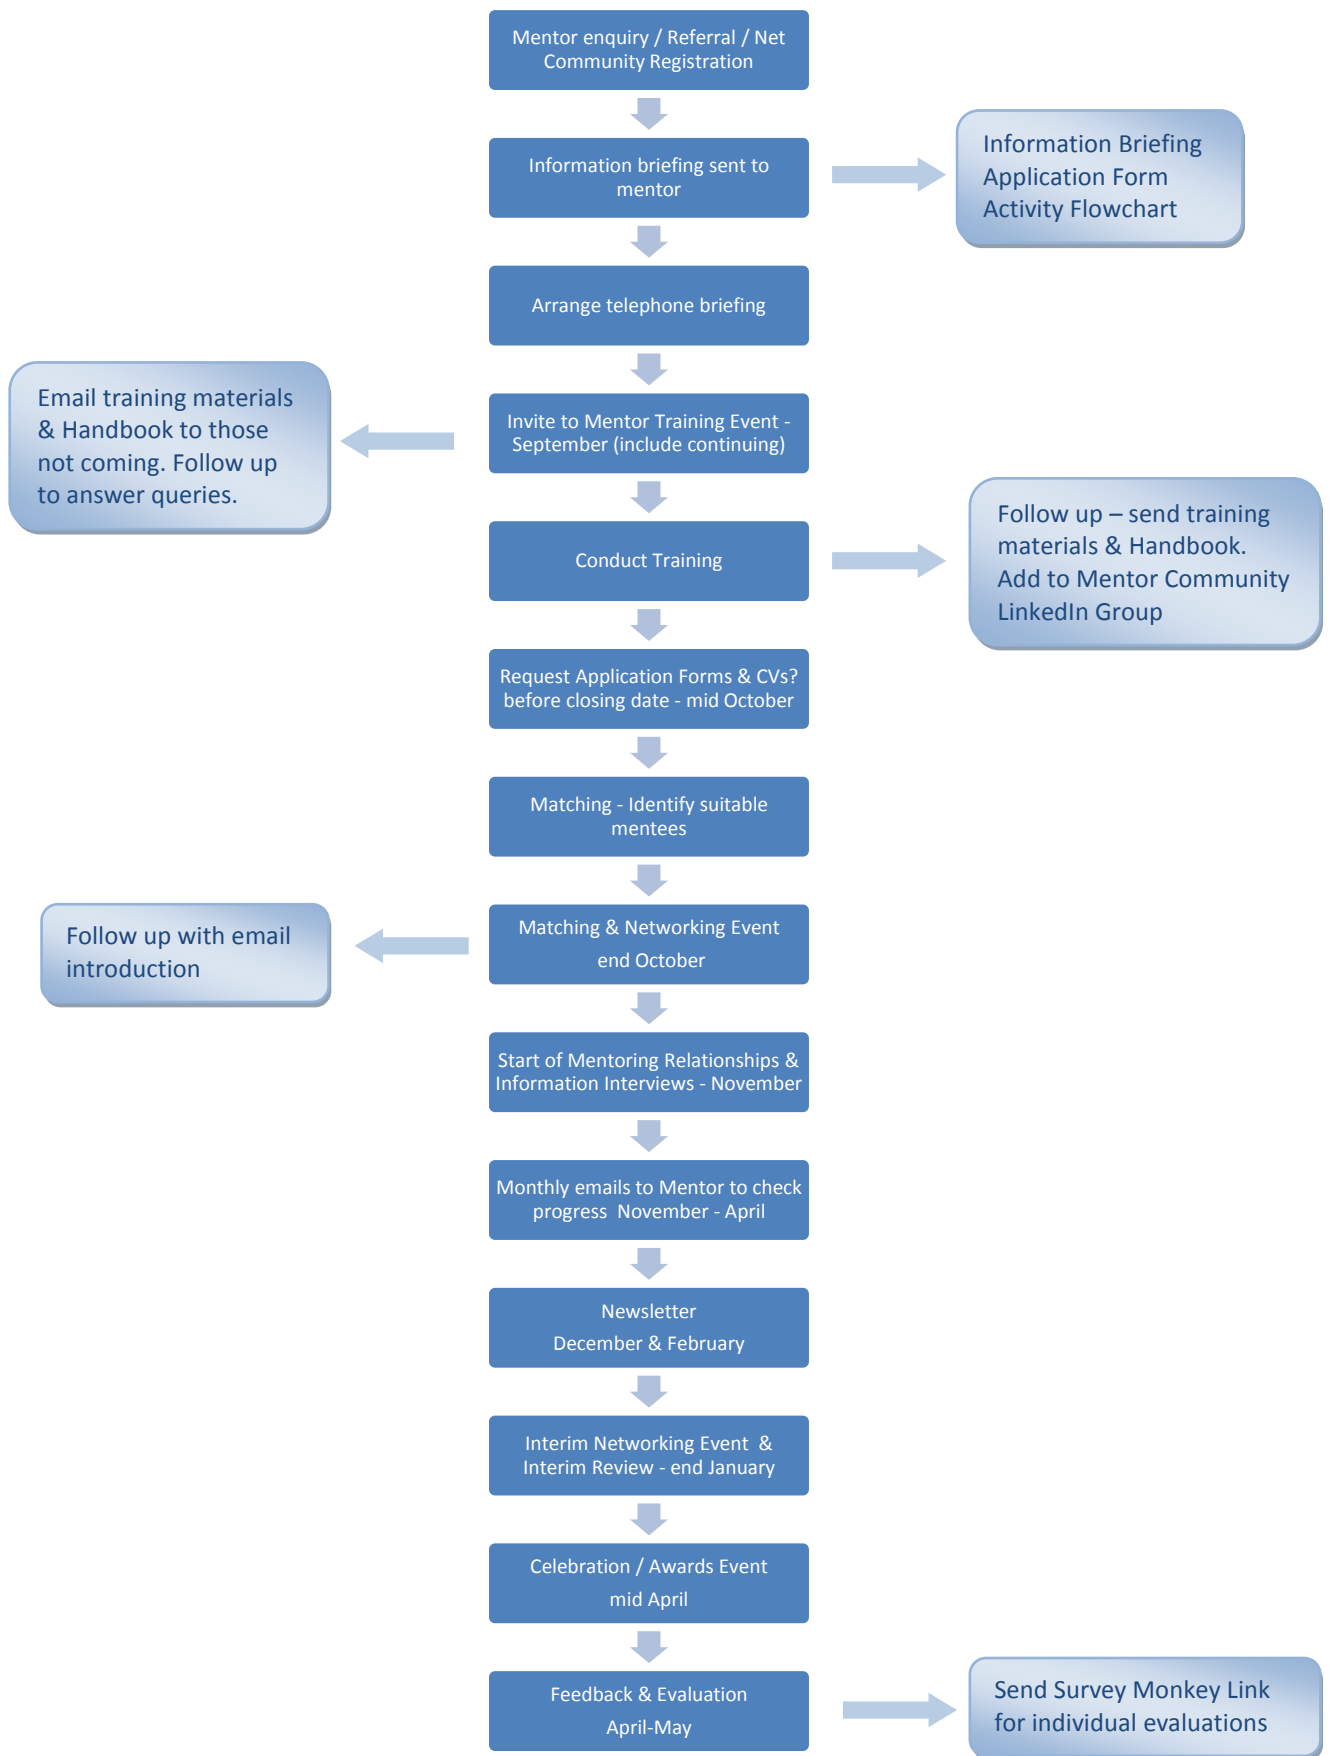 Mentor enquiry / Referral / Net
Community Registration
Information briefing sent to
mentor
Information Briefing
Application Form
Activity Flowchart
Arrange telephone briefing
Invite to Mentor Training Event -
September (include continuing)
Email training materials
& Handbook to those
not coming. Follow up
to answer queries.
Conduct Training
Follow up – send training
materials & Handbook.
Add to Mentor Community
LinkedIn Group
Request Application Forms & CVs?
before closing date - mid October
Matching - Identify suitable
mentees
Matching & Networking Event
end October
Follow up with email
introduction
Start of Mentoring Relationships &
Information Interviews - November
Monthly emails to Mentor to check
progress  November - April
Newsletter
December & February
Interim Networking Event  &
Interim Review - end January
Celebration / Awards Event
mid April
Feedback & Evaluation
April-May
Send Survey Monkey Link
for individual evaluations